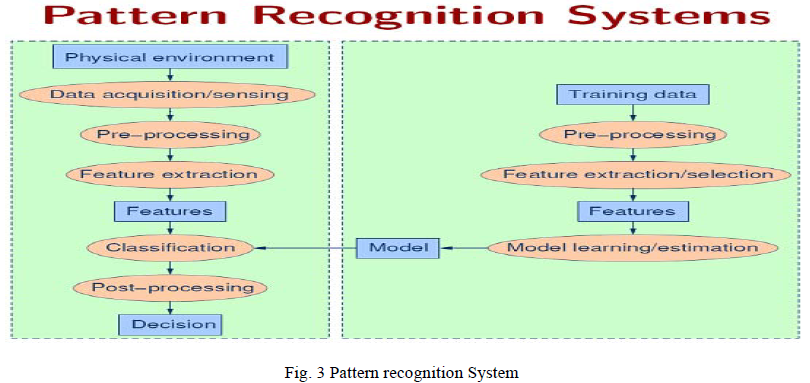 Pattern Recognition Systems
Physical environment
Data acquisition/sensing
Pre-processing
Feature extraction
Features
Classification
Post-processing
Decision
Training data
Pre-processing
Feature extraction/selection
Features
Model learning/estimation
Model
Fig. 3 Pattern recognition System